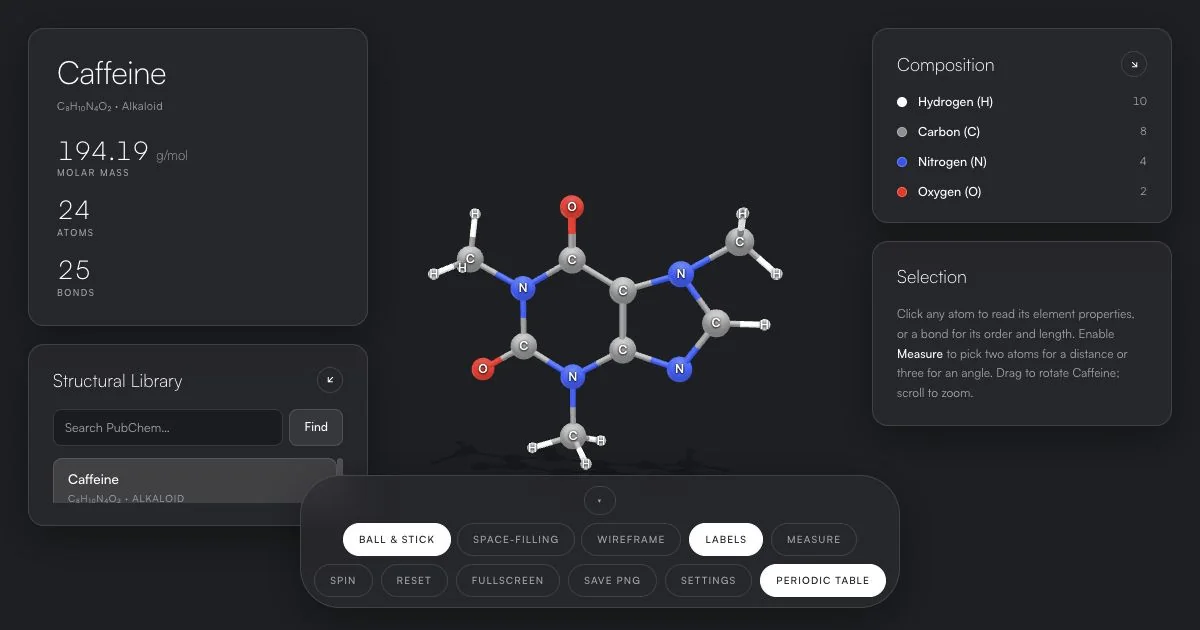 Caffeine
C₈H₁₀N₄O₂ · Alkaloid
194.19 g/mol
MOLAR MASS
24
ATOMS
25
BONDS
Structural Library
Search PubChem...
Find
Caffeine
C₈H₁₀N₄O₂ · ALKALOID
H
O
H
C
H
H
C
C
H
H
N
C
N
C
H
C
C
O
N
N
C
H
H
H
Composition
Hydrogen (H) 10
Carbon (C) 8
Nitrogen (N) 4
Oxygen (O) 2
Selection
Click any atom to read its element properties,
or a bond for its order and length. Enable
Measure to pick two atoms for a distance or
three for an angle. Drag to rotate Caffeine;
scroll to zoom.
BALL & STICK
SPACE-FILLING
WIREFRAME
LABELS
MEASURE
SPIN
RESET
FULLSCREEN
SAVE PNG
SETTINGS
PERIODIC TABLE